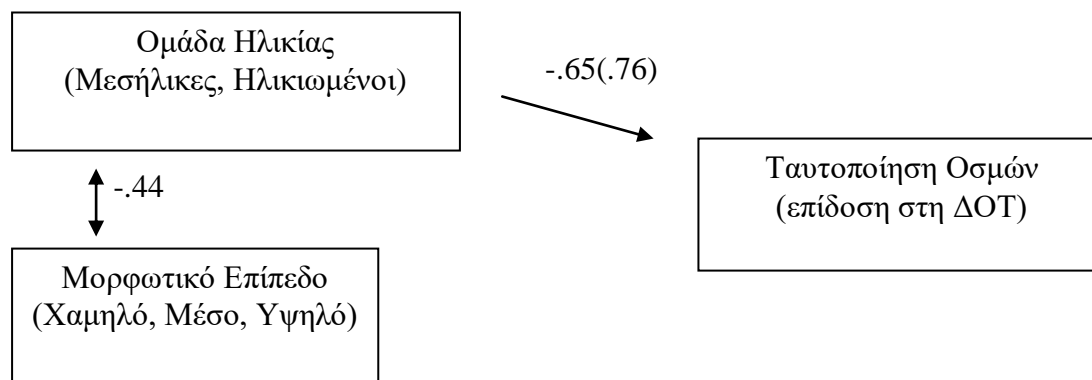 Ομάδα Ηλικίας
(Μεσήλικες, Ηλικιωμένοι)
-.65(.76)
Ταυτοποίηση Οσμών
(επίδοση στη ΔΟΤ)
-.44
Μορφωτικό Επίπεδο
(Χαμηλό, Μέσο, Υψηλό)